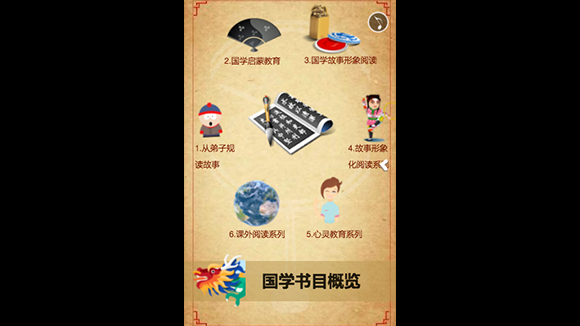 2.国学启蒙教育
3.国学故事形象阅读
1.从弟子规
读故事
4.故事形象
化阅读系列
6.课外阅读系列
5.心灵教育系列
国学书目概览